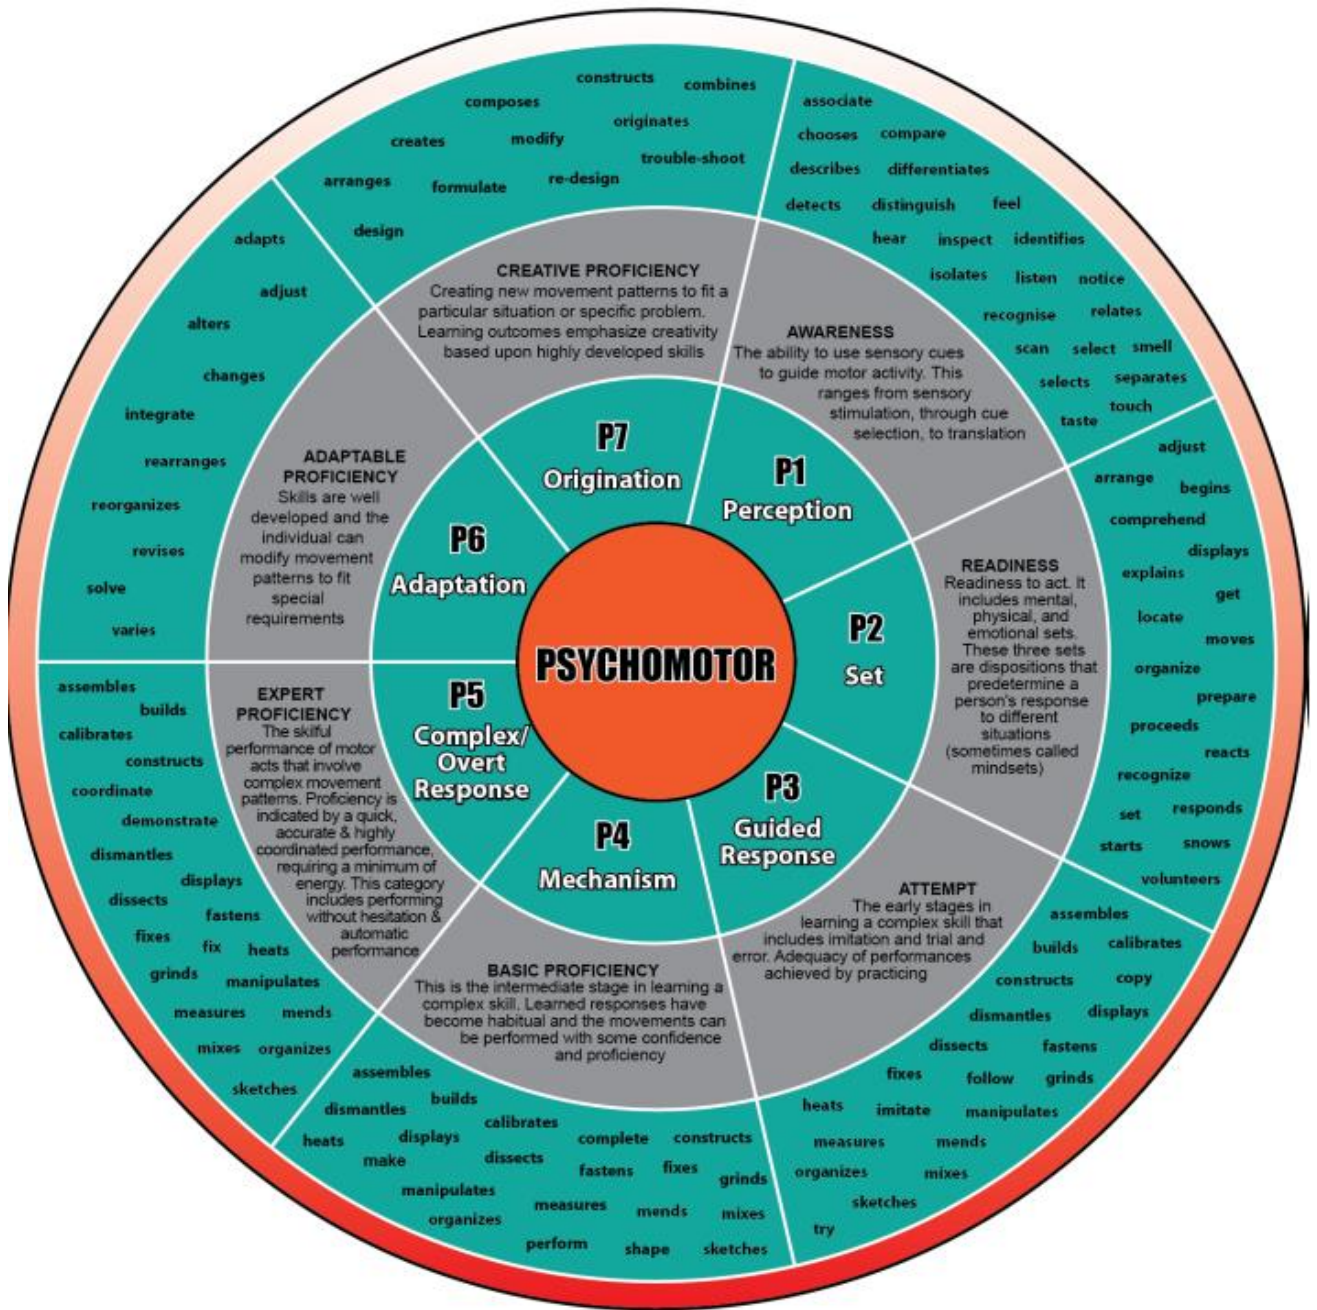 PSYCHOMOTOR
P1
Perception
AWARENESS
The ability to use sensory cues
to guide motor activity. This
ranges from sensory
stimulation, through cue
selection, to translation
associate
chooses compare
describes differentiates
detects distinguish feel
hear inspect identifies
isolates listen notice
recognise relates
scan select smell
selects separates
touch
taste
P2
Set
READINESS
Readiness to act. It
includes mental,
physical, and
emotional sets.
These three sets
are dispositions that
predetermine a
person's response
to different
situations
(sometimes called
mindsets)
adjust
arrange
begins
comprehend
displays
explains
get
locate
moves
organize
prepare
proceeds
reacts
recognize
set responds
starts snows
volunteers
P3
Guided
Response
ATTEMPT
The early stages in
learning a complex skill that
includes imitation and trial and
error. Adequacy of performances
achieved by practicing
assembles
builds calibrates
constructs copy
dismantles displays
dissects fastens
fixes follow grinds
heats imitate manipulates
measures mends
organizes mixes
sketches
try
P4
Mechanism
BASIC PROFICIENCY
This is the intermediate stage in learning a
complex skill. Learned responses have
become habitual and the movements can
be performed with some confidence
and proficiency
assembles
dismantles builds
calibrates
heats displays complete constructs
make dissects
fastens fixes grinds
manipulates
measures mends mixes
organizes
perform shape sketches
P5
Complex/
Overt
Response
EXPERT
PROFICIENCY
The skilful
performance of motor
acts that involve
complex movement
patterns. Proficiency is
indicated by a quick,
accurate & highly
coordinated performance,
requiring a minimum of
energy. This category
includes performing
without hesitation &
automatic
performance
assembles
builds
calibrates
constructs
coordinate
demonstrate
dismantles
displays
dissects
fastens
fixes fix heats
grinds manipulates
measures mends
mixes organizes
sketches
P6
Adaptation
ADAPTABLE
PROFICIENCY
Skills are well
developed and the
individual can
modify movement
patterns to fit
special
requirements
adapts
adjust
alters
changes
integrate
rearranges
reorganizes
revises
solve
varies
P7
Origination
CREATIVE PROFICIENCY
Creating new movement patterns to fit a
particular situation or specific problem.
Learning outcomes emphasize creativity
based upon highly developed skills
constructs combines
composes
originates
creates modify
trouble-shoot
arranges formulate re-design
design